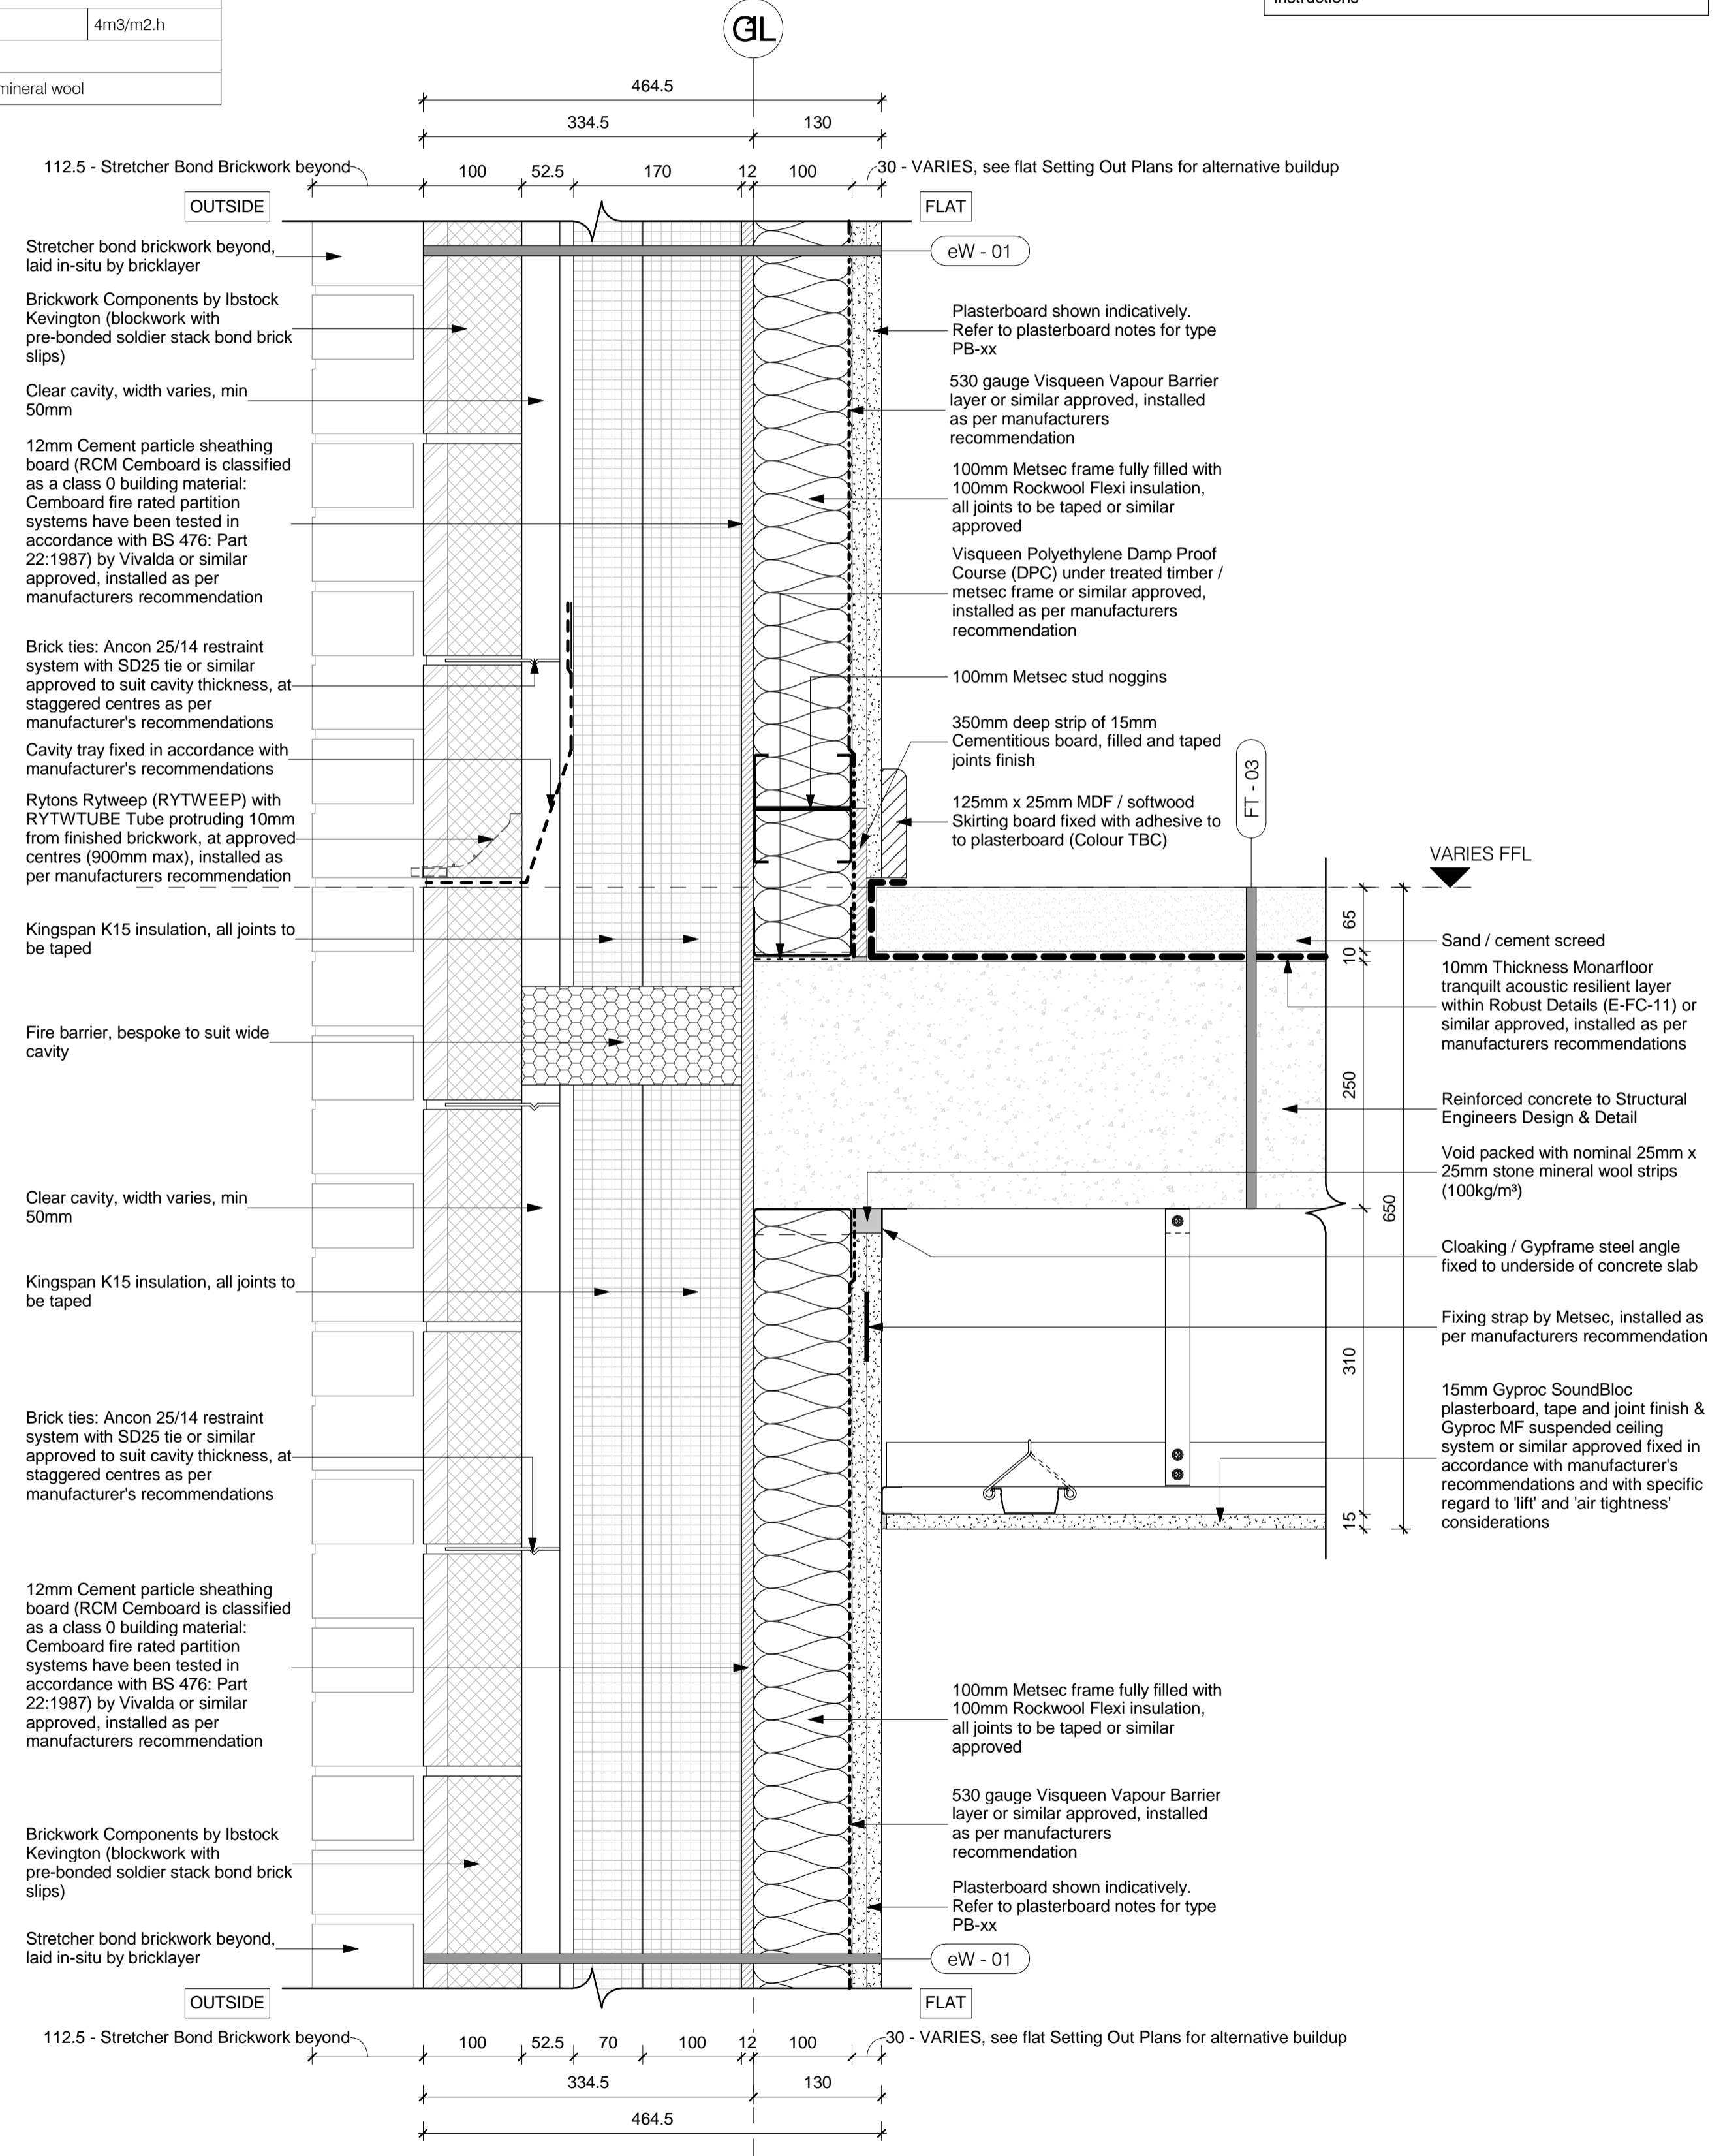 4m3/m2.h
mineral wool
instructions
GL
464.5
334.5
130
112.5 - Stretcher Bond Brickwork beyond
100
52.5
170
12
100
30 - VARIES, see flat Setting Out Plans for alternative buildup
OUTSIDE
FLAT
Stretcher bond brickwork beyond,
laid in-situ by bricklayer
Brickwork Components by Ibstock
Kevington (blockwork with
pre-bonded soldier stack bond brick
slips)
Clear cavity, width varies, min
50mm
12mm Cement particle sheathing
board (RCM Cemboard is classified
as a class 0 building material:
Cemboard fire rated partition
systems have been tested in
accordance with BS 476: Part
22:1987) by Vivalda or similar
approved, installed as per
manufacturers recommendation
Brick ties: Ancon 25/14 restraint
system with SD25 tie or similar
approved to suit cavity thickness, at
staggered centres as per
manufacturer's recommendations
Cavity tray fixed in accordance with
manufacturer's recommendations
Rytons Rytweep (RYTWEEP) with
RYTWTUBE Tube protruding 10mm
from finished brickwork, at approved
centres (900mm max), installed as
per manufacturers recommendation
Kingspan K15 insulation, all joints to
be taped
Fire barrier, bespoke to suit wide
cavity
Clear cavity, width varies, min
50mm
Kingspan K15 insulation, all joints to
be taped
Brick ties: Ancon 25/14 restraint
system with SD25 tie or similar
approved to suit cavity thickness, at
staggered centres as per
manufacturer's recommendations
12mm Cement particle sheathing
board (RCM Cemboard is classified
as a class 0 building material:
Cemboard fire rated partition
systems have been tested in
accordance with BS 476: Part
22:1987) by Vivalda or similar
approved, installed as per
manufacturers recommendation
Brickwork Components by Ibstock
Kevington (blockwork with
pre-bonded soldier stack bond brick
slips)
Stretcher bond brickwork beyond,
laid in-situ by bricklayer
eW - 01
Plasterboard shown indicatively.
Refer to plasterboard notes for type
PB-xx
530 gauge Visqueen Vapour Barrier
layer or similar approved, installed
as per manufacturers
recommendation
100mm Metsec frame fully filled with
100mm Rockwool Flexi insulation,
all joints to be taped or similar
approved
Visqueen Polyethylene Damp Proof
Course (DPC) under treated timber /
metsec frame or similar approved,
installed as per manufacturers
recommendation
100mm Metsec stud noggins
350mm deep strip of 15mm
Cementitious board, filled and taped
joints finish
125mm x 25mm MDF / softwood
Skirting board fixed with adhesive to
to plasterboard (Colour TBC)
FT - 03
VARIES FFL
65
10
250
650
310
15
Sand / cement screed
10mm Thickness Monarfloor
tranquilt acoustic resilient layer
within Robust Details (E-FC-11) or
similar approved, installed as per
manufacturers recommendations
Reinforced concrete to Structural
Engineers Design & Detail
Void packed with nominal 25mm x
25mm stone mineral wool strips
(100kg/m³)
Cloaking / Gypframe steel angle
fixed to underside of concrete slab
Fixing strap by Metsec, installed as
per manufacturers recommendation
15mm Gyproc SoundBloc
plasterboard, tape and joint finish &
Gyproc MF suspended ceiling
system or similar approved fixed in
accordance with manufacturer's
recommendations and with specific
regard to 'lift' and 'air tightness'
considerations
100mm Metsec frame fully filled with
100mm Rockwool Flexi insulation,
all joints to be taped or similar
approved
530 gauge Visqueen Vapour Barrier
layer or similar approved, installed
as per manufacturers
recommendation
Plasterboard shown indicatively.
Refer to plasterboard notes for type
PB-xx
eW - 01
OUTSIDE
FLAT
112.5 - Stretcher Bond Brickwork beyond
100
52.5
70
100
12
100
30 - VARIES, see flat Setting Out Plans for alternative buildup
334.5
130
464.5